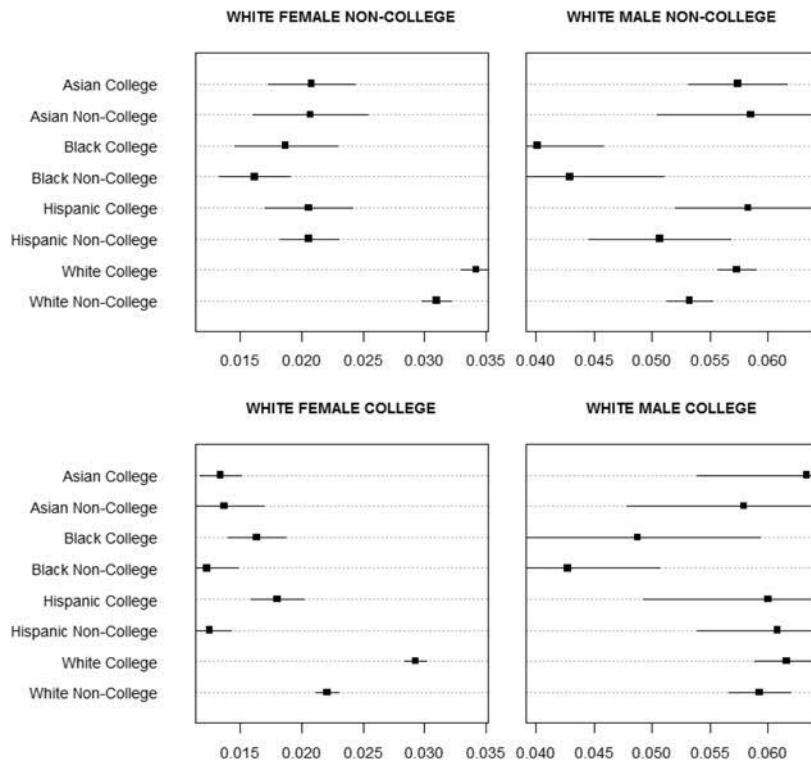 WHITE FEMALE NON-COLLEGE
WHITE MALE NON-COLLEGE
Asian College
Asian Non-College
Black College
Black Non-College
Hispanic College
Hispanic Non-College
White College
White Non-College
0.015 0.020 0.025 0.030 0.035
0.040 0.045 0.050 0.055 0.060
WHITE FEMALE COLLEGE
WHITE MALE COLLEGE
Asian College
Asian Non-College
Black College
Black Non-College
Hispanic College
Hispanic Non-College
White College
White Non-College
0.015 0.020 0.025 0.030 0.035
0.040 0.045 0.050 0.055 0.060